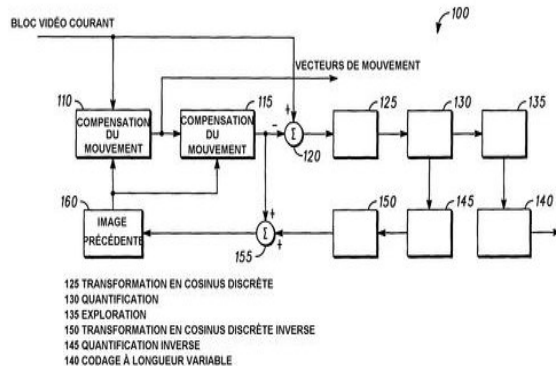 BLOC VIDÉO COURANT
100
VECTEURS DE MOUVEMENT
110
COMPENSATION
DU
MOUVEMENT
115
COMPENSATION
DU
MOUVEMENT
+
-
Σ
120
125
130
135
160
IMAGE
PRÉCÉDENTE
+
+
Σ
155
150
145
140
125 TRANSFORMATION EN COSINUS DISCRÈTE
130 QUANTIFICATION
135 EXPLORATION
150 TRANSFORMATION EN COSINUS DISCRÈTE INVERSE
145 QUANTIFICATION INVERSE
140 CODAGE À LONGUEUR VARIABLE